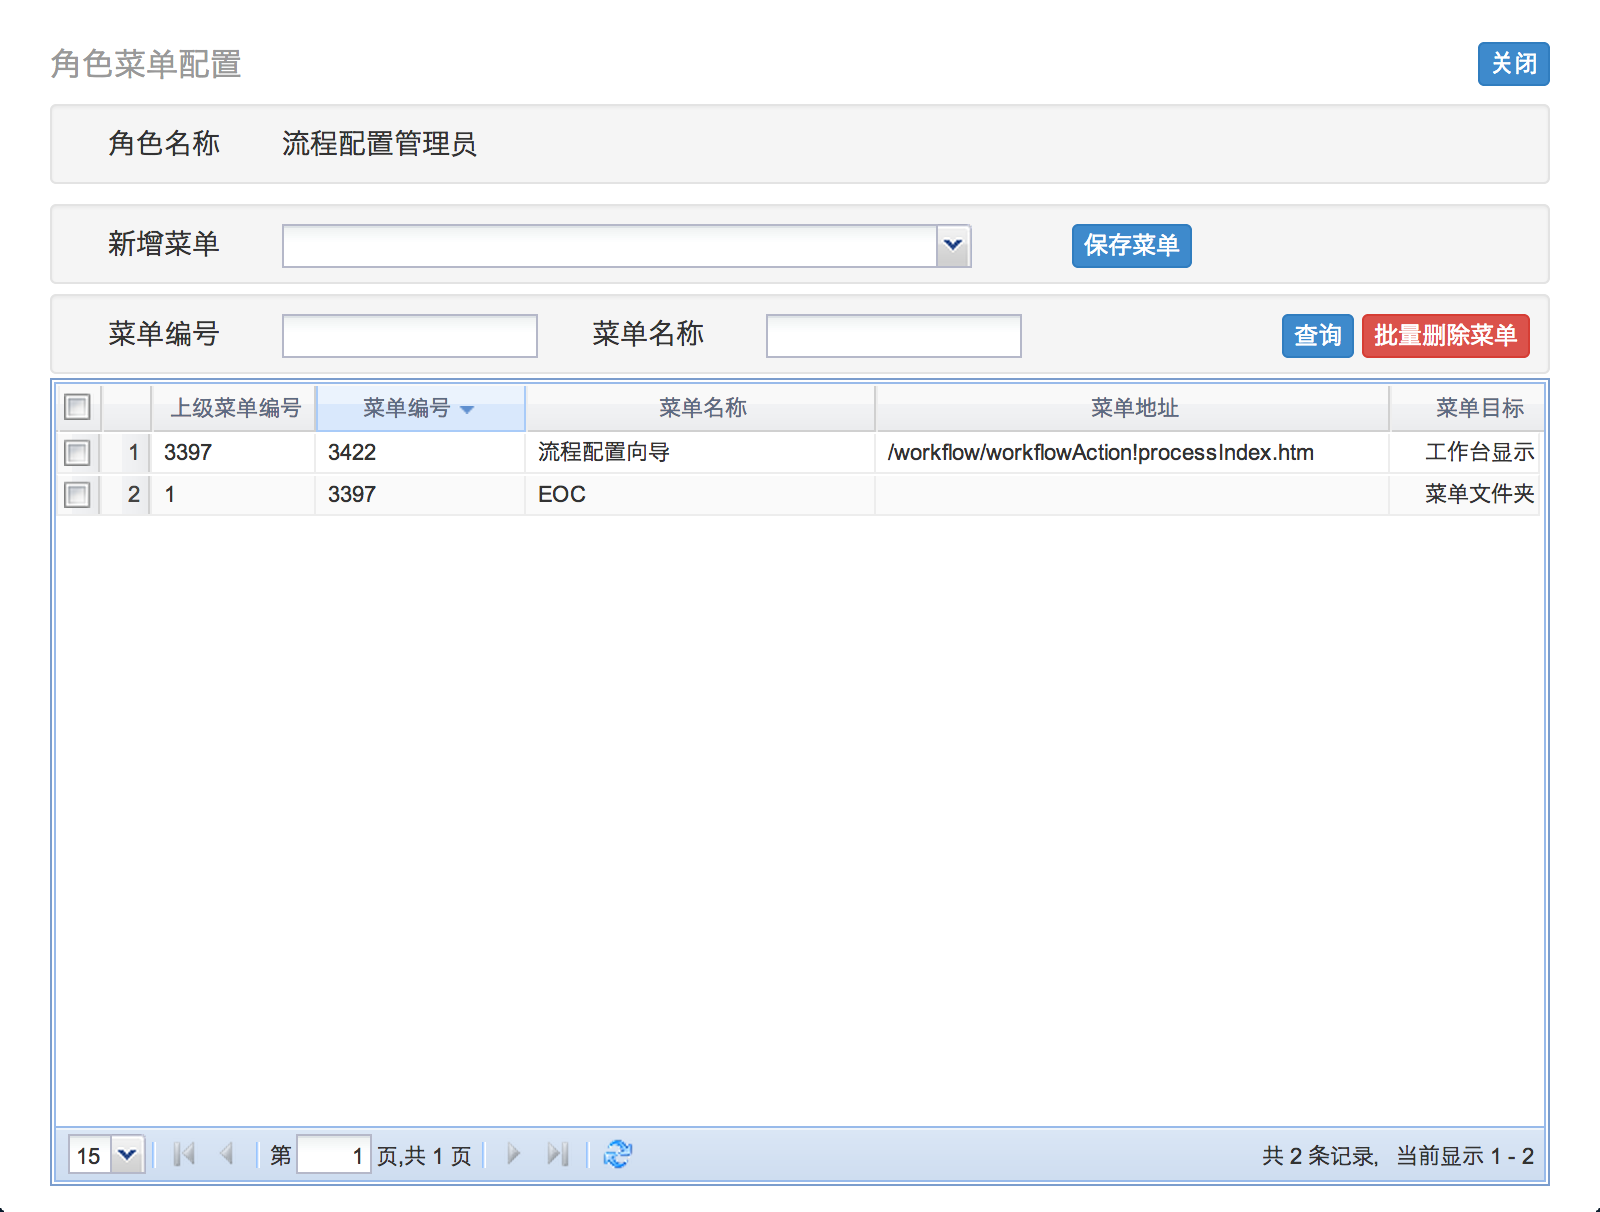 角色菜单配置 关闭
角色名称 流程配置管理员
新增菜单 保存菜单
菜单编号 菜单名称 查询 批量删除菜单
上级菜单编号 菜单编号 菜单名称 菜单地址 菜单目标
1 3397 3422 流程配置向导 /workflow/workflowAction!processIndex.htm 工作台显示
2 1 3397 EOC 菜单文件夹
15 第 1 页,共 1 页 共 2 条记录, 当前显示 1 - 2